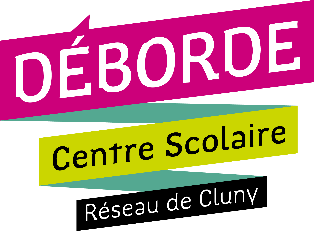 DÉBORDE
Centre Scolaire
Réseau de Cluny